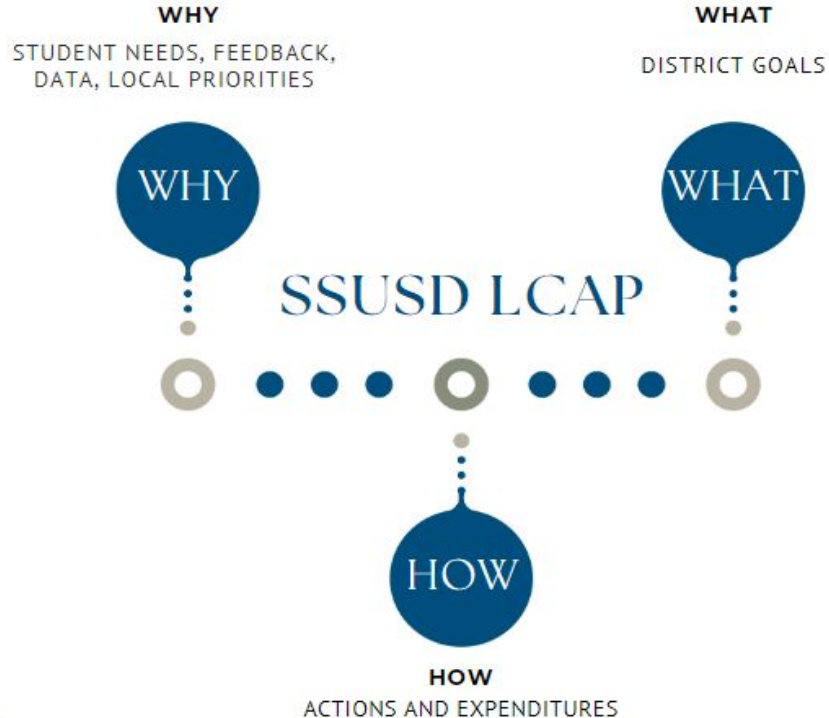 WHY
STUDENT NEEDS, FEEDBACK,
DATA, LOCAL PRIORITIES
WHAT
DISTRICT GOALS
WHY
WHAT
SSUSD LCAP
HOW
HOW
ACTIONS AND EXPENDITURES